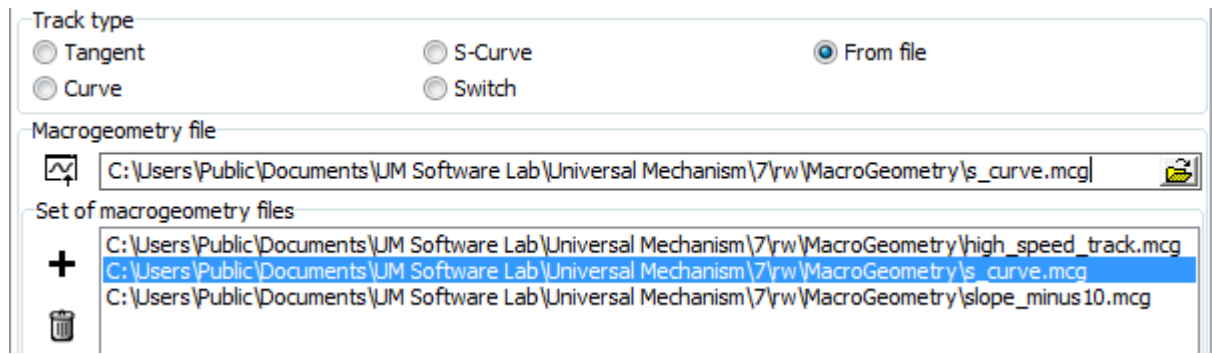 Track type
Tangent S-Curve From file
Curve Switch
Macrogeometry file
C:\Users\Public\Documents\UM Software Lab\Universal Mechanism\7\rw\MacroGeometry\s_curve.mcg
Set of macrogeometry files
C:\Users\Public\Documents\UM Software Lab\Universal Mechanism\7\rw\MacroGeometry\high_speed_track.mcg
C:\Users\Public\Documents\UM Software Lab\Universal Mechanism\7\rw\MacroGeometry\s_curve.mcg
C:\Users\Public\Documents\UM Software Lab\Universal Mechanism\7\rw\MacroGeometry\slope_minus10.mcg